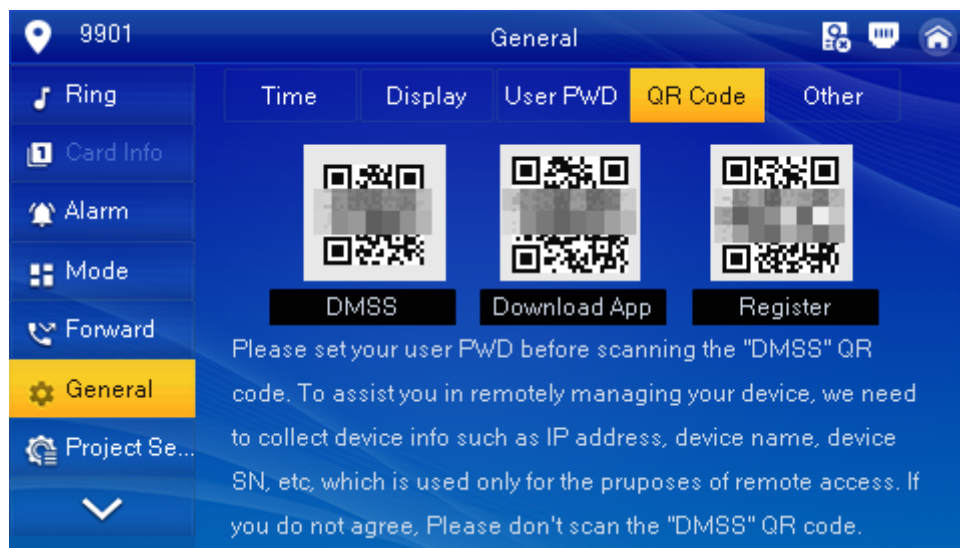 9901
General
Ring
Card Info
Alarm
Mode
Forward
General
Project Se...
Time
Display
User PWD
QR Code
Other
DMSS
Download App
Register
Please set your user PWD before scanning the "DMSS" QR
code. To assist you in remotely managing your device, we need
to collect device info such as IP address, device name, device
SN, etc, which is used only for the pruposes of remote access. If
you do not agree, Please don't scan the "DMSS" QR code.